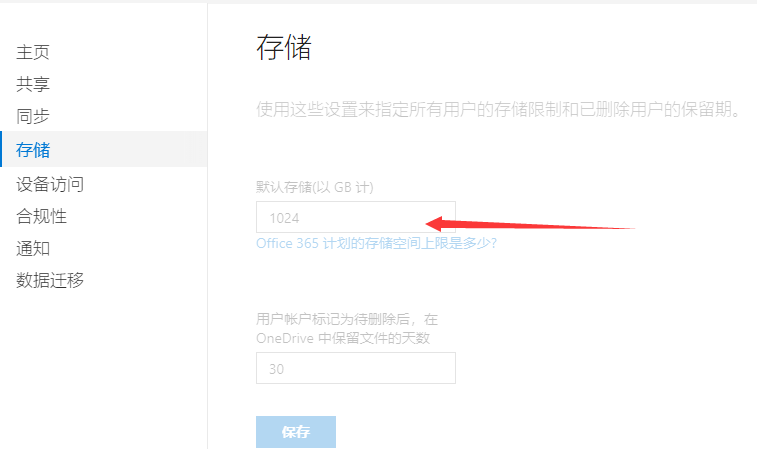 主页
共享
同步
存储
设备访问
合规性
通知
数据迁移
存储
使用这些设置来指定所有用户的存储限制和已删除用户的保留期。
默认存储(以 GB 计)
1024
Office 365 计划的存储空间上限是多少?
用户帐户标记为待删除后，在
OneDrive 中保留文件的天数
30
保存